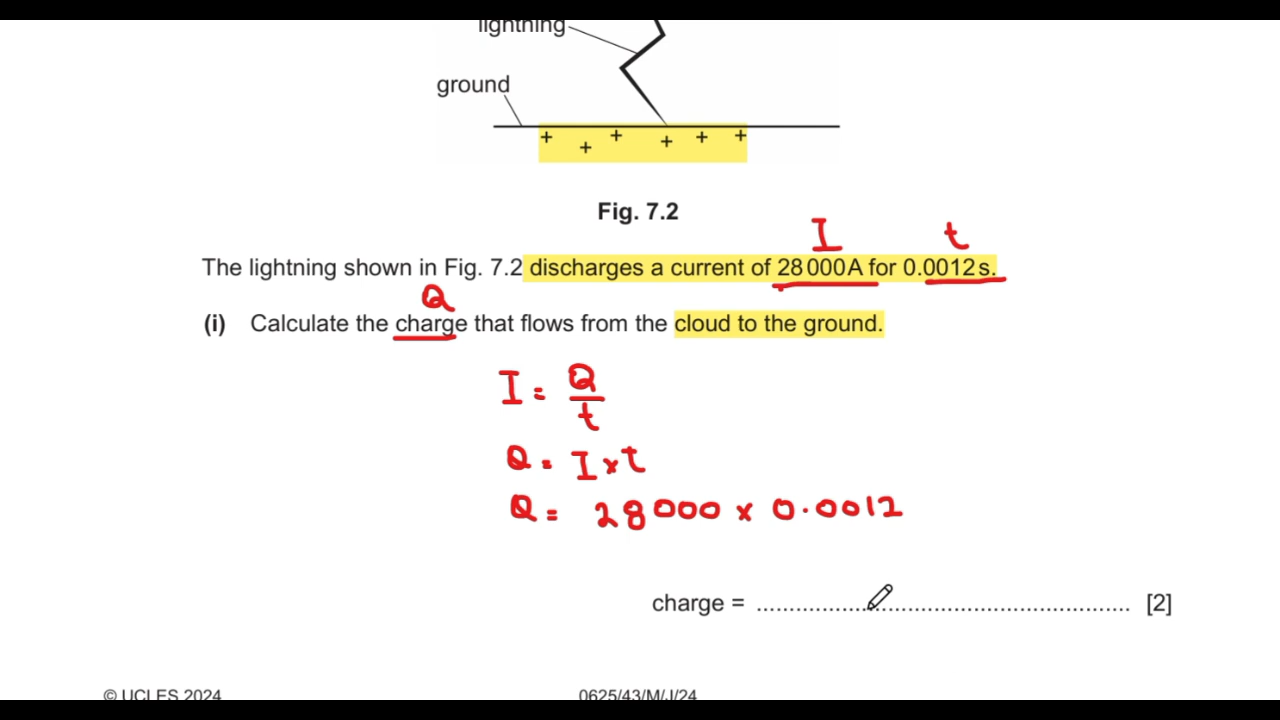 lightning
ground
+ + + + + +
Fig. 7.2
I t
The lightning shown in Fig. 7.2 discharges a current of 28 000 A for 0.0012 s.
Q
(i) Calculate the charge that flows from the cloud to the ground.
I = Q/t
Q = I × t
Q = 28000 × 0.0012
charge = ......................................................... [2]
© UCLES 2024 0625/43/M/J/24